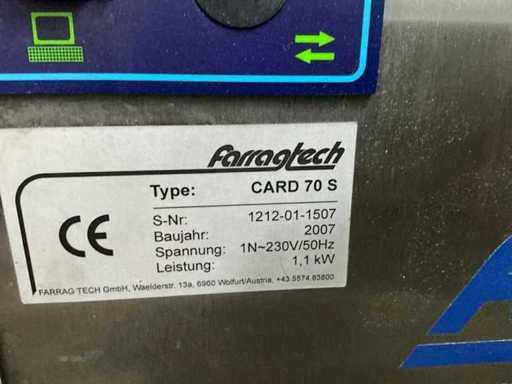 Farragtech
Type: CARD 70 S
S-Nr: 1212-01-1507
Baujahr: 2007
Spannung: 1N~230V/50Hz
Leistung: 1,1 kW
CE
FARRAG TECH GmbH, Waelderstr. 13a, 6960 Wolfurt/Austria, +43.5574.83800